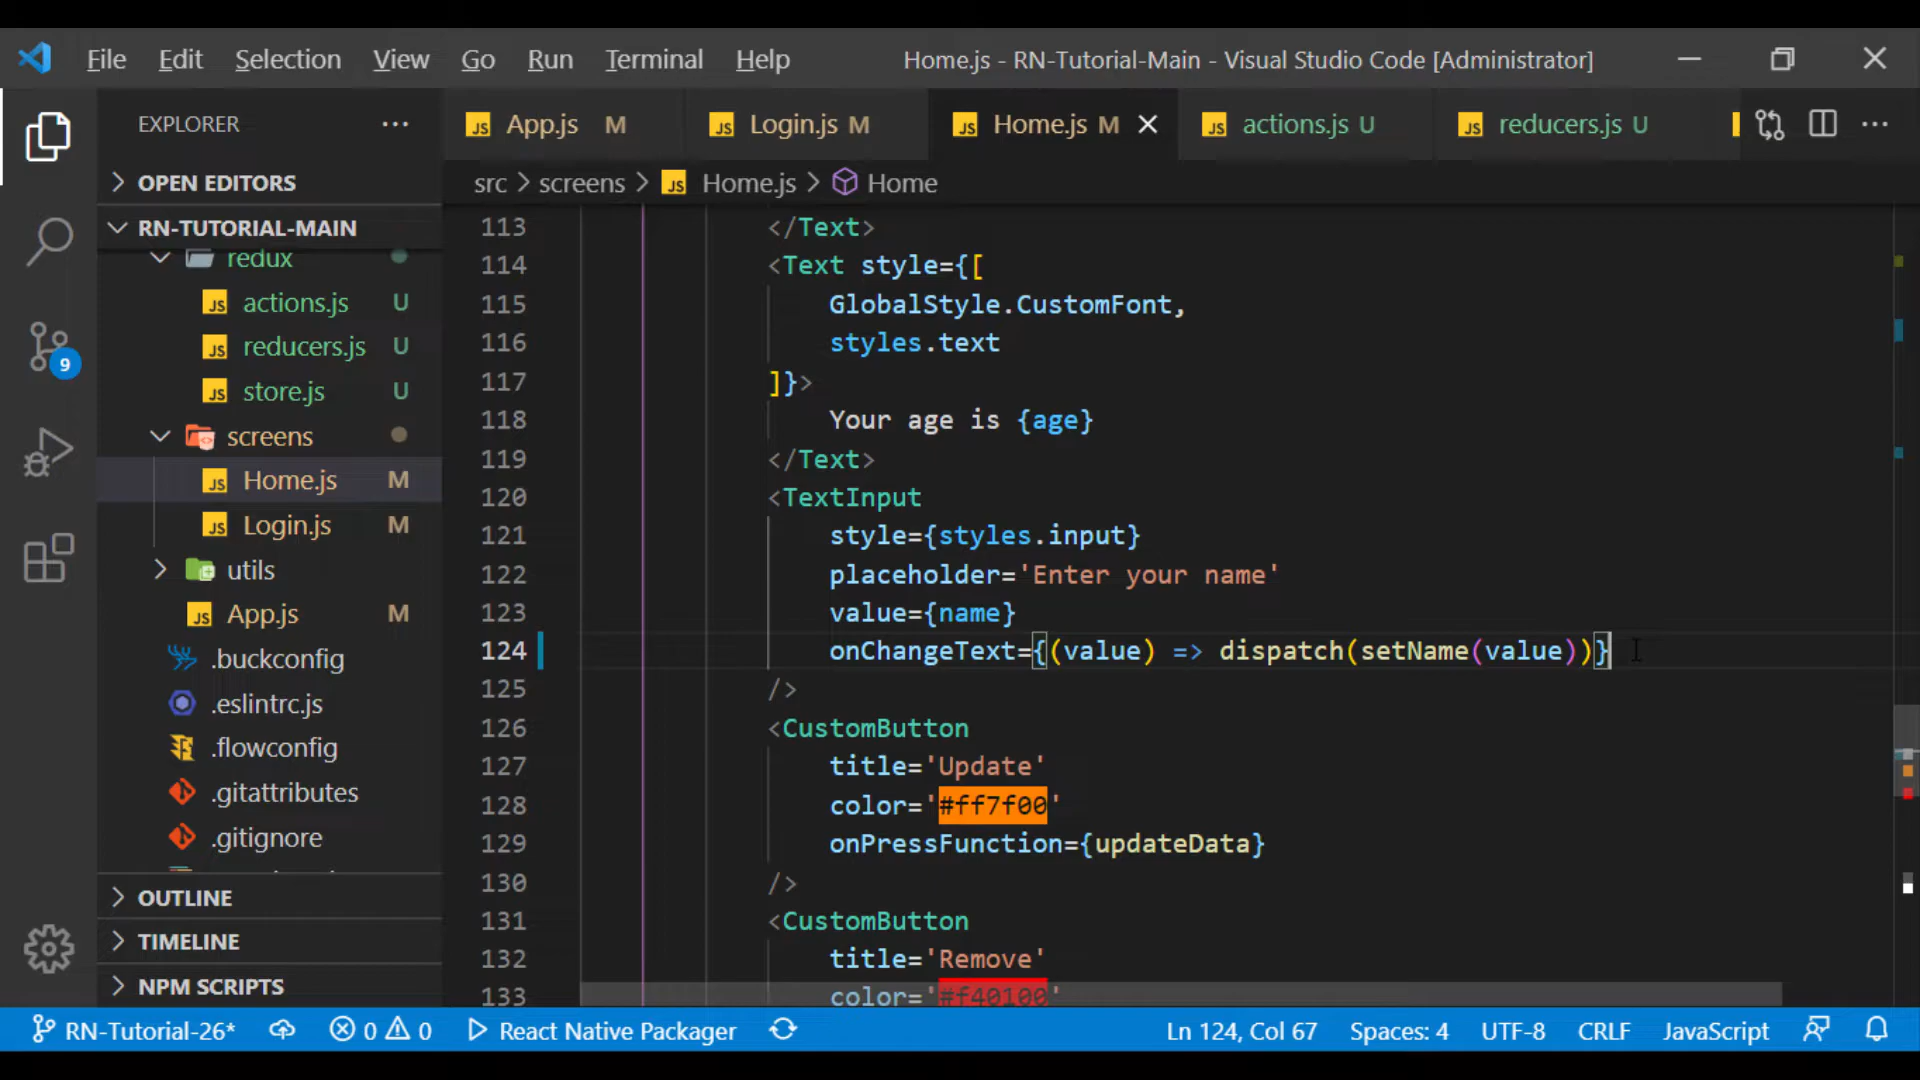 File Edit Selection View Go Run Terminal Help Home.js - RN-Tutorial-Main - Visual Studio Code [Administrator]
EXPLORER ...
App.js M Login.js M Home.js M actions.js U reducers.js U
OPEN EDITORS
RN-TUTORIAL-MAIN
redux
actions.js U
reducers.js U
store.js U
screens
Home.js M
Login.js M
utils
App.js M
.buckconfig
.eslintrc.js
.flowconfig
.gitattributes
.gitignore
OUTLINE
TIMELINE
NPM SCRIPTS
9
src > screens > Home.js > Home
113 </Text>
114 <Text style={[
115 GlobalStyle.CustomFont,
116 styles.text
117 ]}>
118 Your age is {age}
119 </Text>
120 <TextInput
121 style={styles.input}
122 placeholder='Enter your name'
123 value={name}
124 onChangeText={(value) => dispatch(setName(value))}
125 />
126 <CustomButton
127 title='Update'
128 color='#ff7f00'
129 onPressFunction={updateData}
130 />
131 <CustomButton
132 title='Remove'
133 color='#f40100'
RN-Tutorial-26* 0 0 React Native Packager Ln 124, Col 67 Spaces: 4 UTF-8 CRLF JavaScript